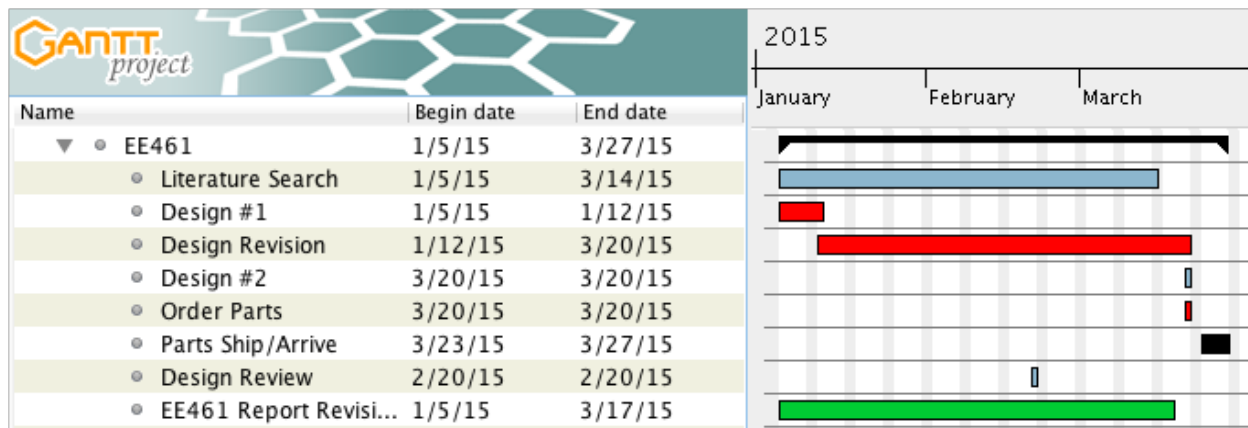 GANTT
project
2015
January February March
Name Begin date End date
EE461 1/5/15 3/27/15
Literature Search 1/5/15 3/14/15
Design #1 1/5/15 1/12/15
Design Revision 1/12/15 3/20/15
Design #2 3/20/15 3/20/15
Order Parts 3/20/15 3/20/15
Parts Ship/Arrive 3/23/15 3/27/15
Design Review 2/20/15 2/20/15
EE461 Report Revisi... 1/5/15 3/17/15